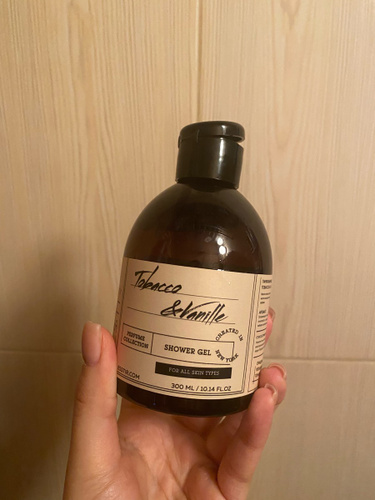 Tobacco
&Vanille
PERFUME
COLLECTION
SHOWER GEL
CREATED IN
NEW YORK
FOR ALL SKIN TYPES
300 ML / 10.14 FL.OZ